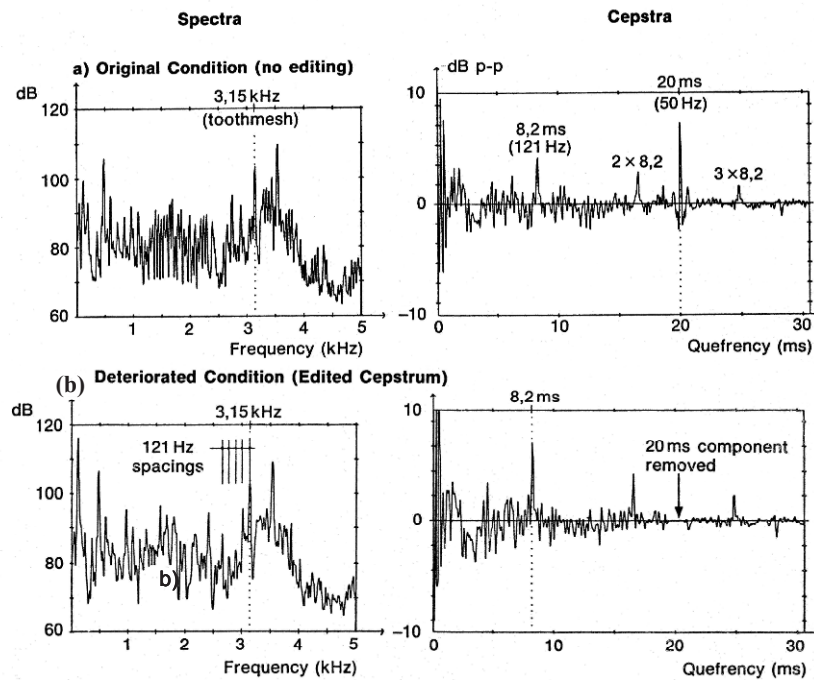 Spectra
Cepstra
a) Original Condition (no editing)
dB
120
100
80
60
3,15 kHz
(toothmesh)
1 2 3 4 5
Frequency (kHz)
dB p-p
10
0
−10
20 ms
(50 Hz)
8,2 ms
(121 Hz)
2 × 8,2
3 × 8,2
0 10 20 30
Quefrency (ms)
(b) Deteriorated Condition (Edited Cepstrum)
dB
120
100
80
60
3,15 kHz
121 Hz
spacings
b)
1 2 3 4 5
Frequency (kHz)
8,2 ms
10
0
−10
20 ms component
removed
0 10 20 30
Quefrency (ms)